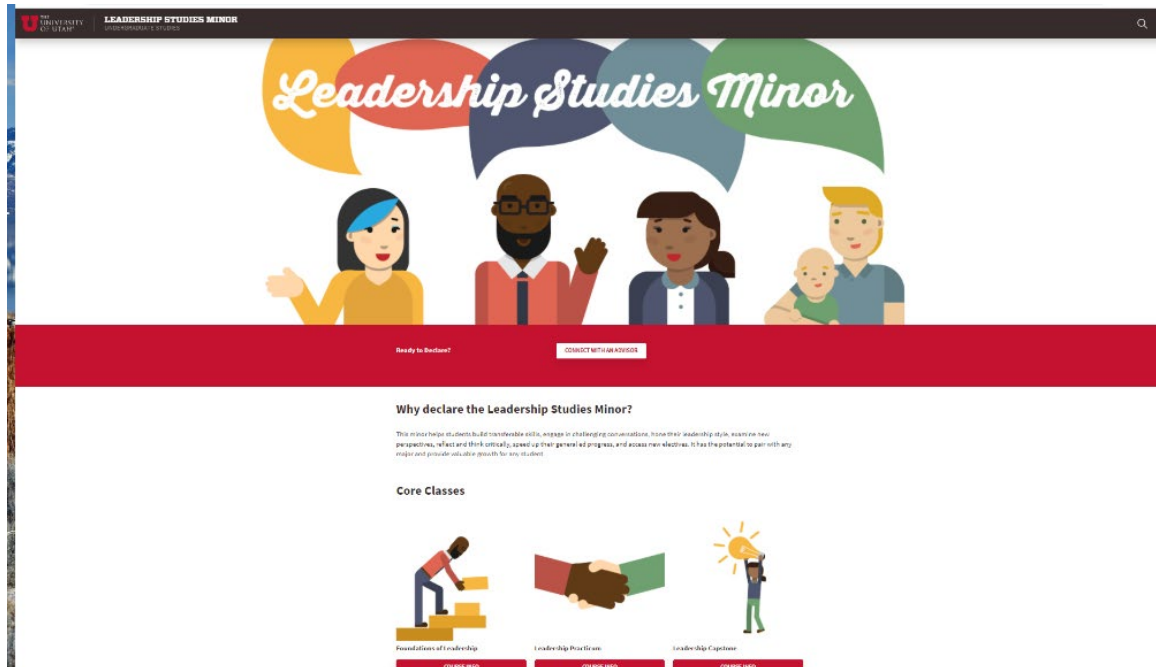 THE
UNIVERSITY
OF UTAH®
LEADERSHIP STUDIES MINOR
UNDERGRADUATE STUDIES
Leadership Studies Minor
Ready to Declare?
CONNECT WITH AN ADVISOR
Why declare the Leadership Studies Minor?
This minor helps students build transferable skills, engage in challenging conversations, hone their leadership style, examine new
perspectives, reflect and think critically, speed up their general ed progress, and access new electives. It has the potential to pair with any
major and provide valuable growth for any student.
Core Classes
Foundations of Leadership
Leadership Practicum
Leadership Capstone
COURSE INFO
COURSE INFO
COURSE INFO